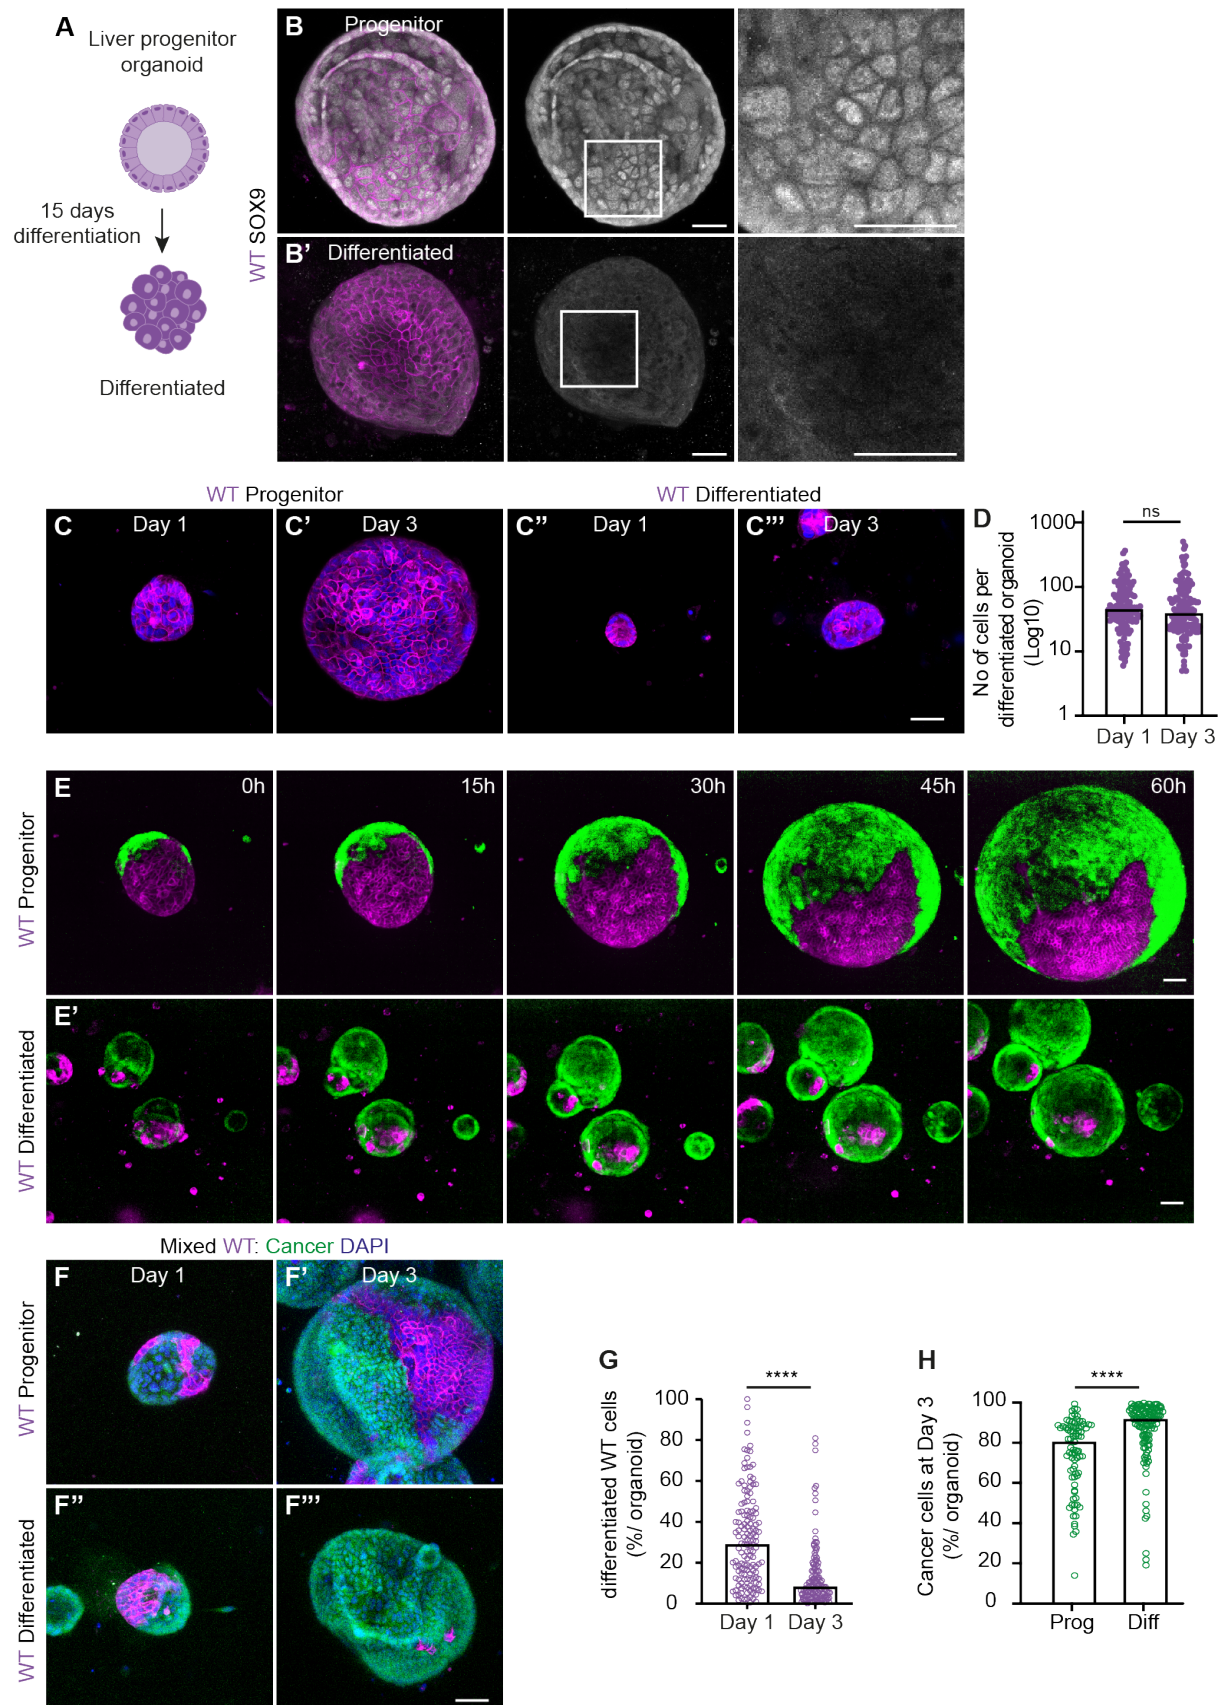 A
Liver progenitor
organoid
15 days
differentiation
Differentiated
WT SOX9
B
Progenitor
B’
Differentiated
WT Progenitor
WT Differentiated
C
Day 1
C’
Day 3
C’’
Day 1
C’’’
Day 3
D
No of cells per
differentiated organoid
(Log10)
1000
100
10
1
ns
Day 1
Day 3
WT Progenitor
E
0h
15h
30h
45h
60h
WT Differentiated
E’
Mixed WT: Cancer DAPI
WT Progenitor
F
Day 1
F’
Day 3
WT Differentiated
F’’
F’’’
G
differentiated WT cells
(%/ organoid)
100
80
60
40
20
0
****
Day 1
Day 3
H
Cancer cells at Day 3
(%/ organoid)
100
80
60
40
20
0
****
Prog
Diff